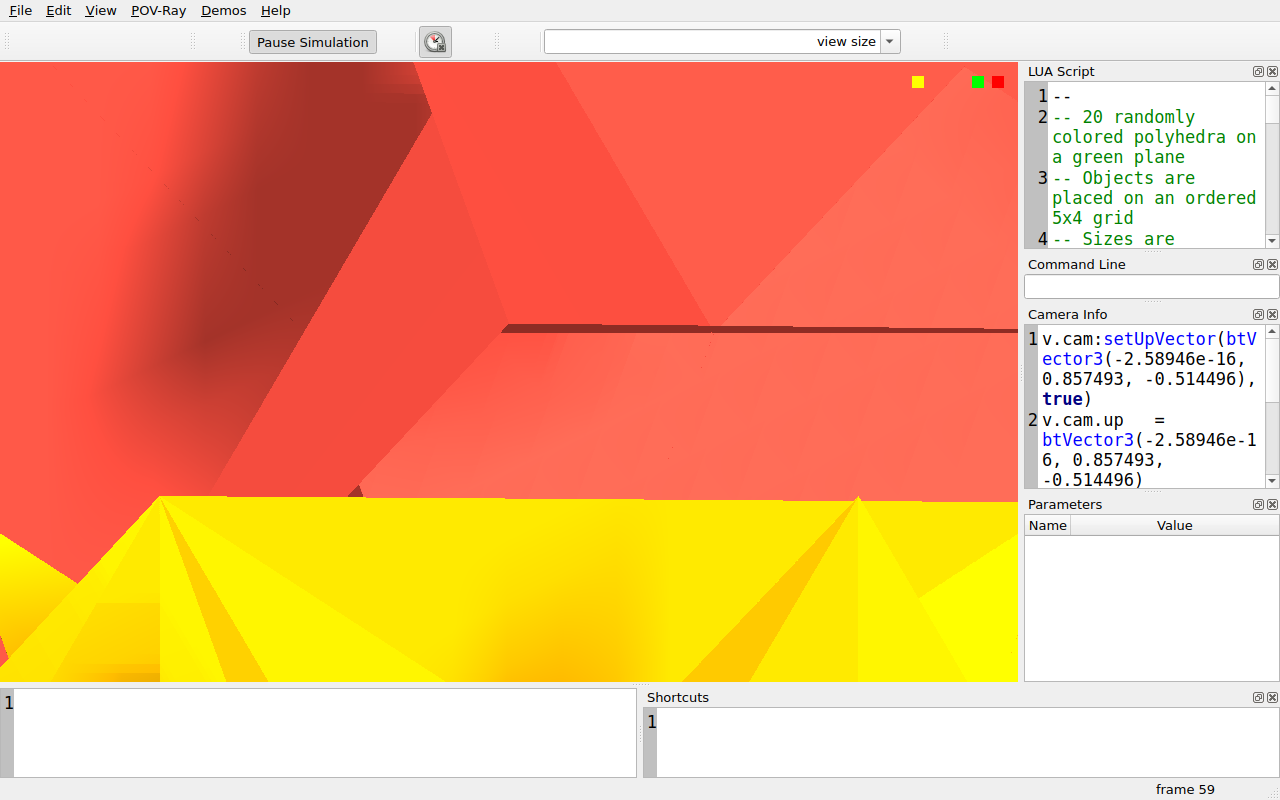 File Edit View POV-Ray Demos Help
Pause Simulation
view size
LUA Script
1 --
2 -- 20 randomly
colored polyhedra on
a green plane
3 -- Objects are
placed on an ordered
5x4 grid
4 -- Sizes are
Command Line
Camera Info
1 v.cam:setUpVector(btV
ector3(-2.58946e-16,
0.857493, -0.514496),
true)
2 v.cam.up   =
btVector3(-2.58946e-1
6, 0.857493,
-0.514496)
Parameters
Name Value
1
Shortcuts
1
frame 59